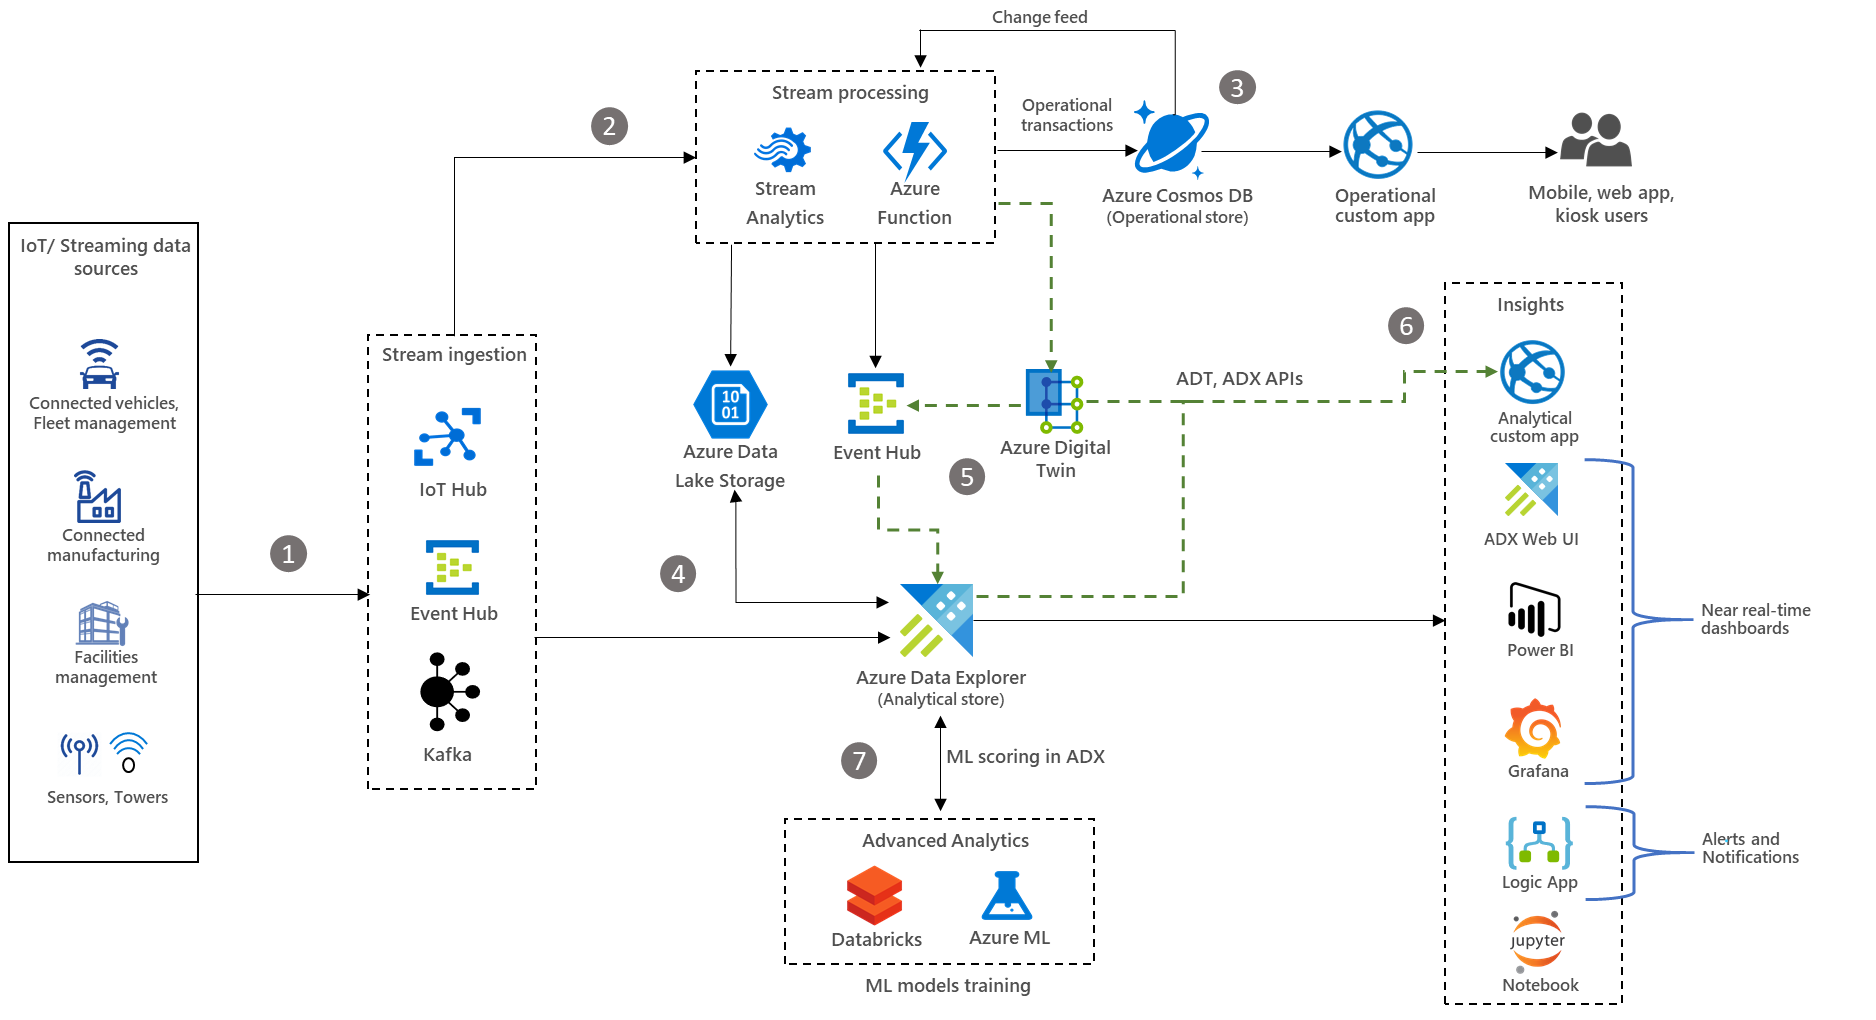 Change feed
Stream processing
Stream
Analytics
Azure
Function
2
Operational
transactions
3
Azure Cosmos DB
(Operational store)
Operational
custom app
Mobile, web app,
kiosk users
IoT/ Streaming data
sources
Connected vehicles,
Fleet management
Connected
manufacturing
Facilities
management
Sensors, Towers
1
Stream ingestion
IoT Hub
Event Hub
Kafka
10
01
Azure Data
Lake Storage
Event Hub
5
Azure Digital
Twin
ADT, ADX APIs
6
4
Azure Data Explorer
(Analytical store)
7
ML scoring in ADX
Advanced Analytics
Databricks
Azure ML
ML models training
Insights
Analytical
custom app
ADX Web UI
Power BI
Grafana
Logic App
jupyter
Notebook
Near real-time
dashboards
Alerts and
Notifications